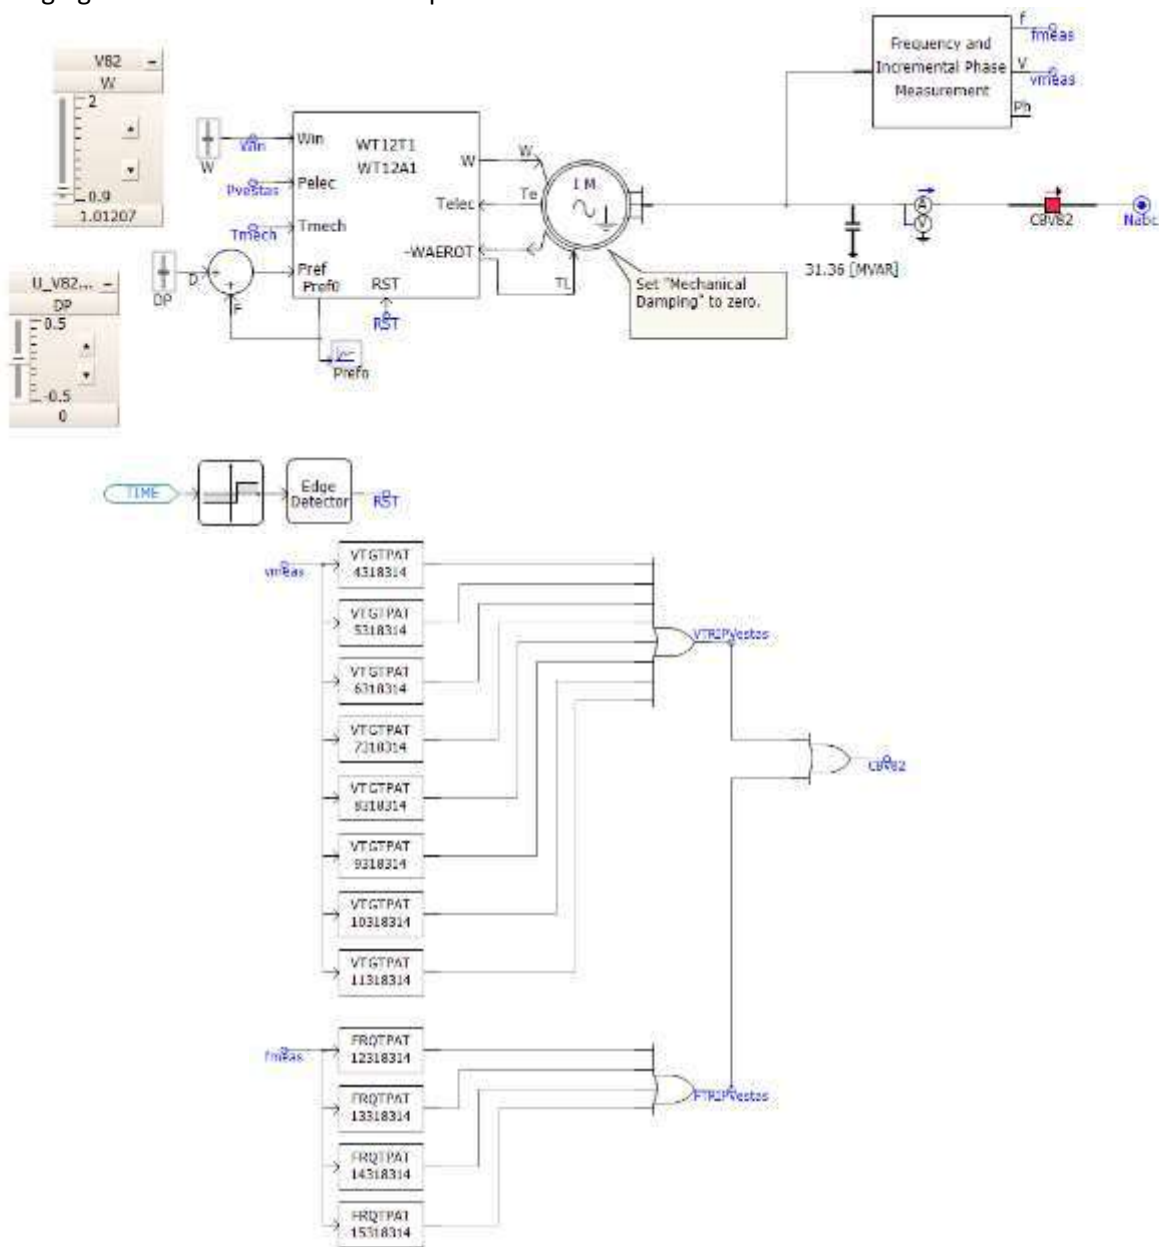 V82
W
2
0.9
1.01207
W
Win
Pvestas
Tmech
Win
Pelec
Tmech
Pref
Pref0
RST
WT12T1
WT12A1
W
Telec
~WAEROT
RST
W
Te
TL
I M
Set "Mechanical
Damping" to zero.
Frequency and
Incremental Phase
Measurement
f
V
Ph
fmeas
vmeas
31.36 [MVAR]
A
V
CBV82
Nabc
U_V82...
DP
0.5
-0.5
0
DP
D
+
+
F
Pref0
TIME
Edge
Detector
RST
vmeas
VTGTPAT
4318314
VTGTPAT
5318314
VTGTPAT
6318314
VTGTPAT
7318314
VTGTPAT
8318314
VTGTPAT
9318314
VTGTPAT
10318314
VTGTPAT
11318314
VTRIPVestas
CBV82
fmeas
FRQTPAT
12318314
FRQTPAT
13318314
FRQTPAT
14318314
FRQTPAT
15318314
FTRIPVestas